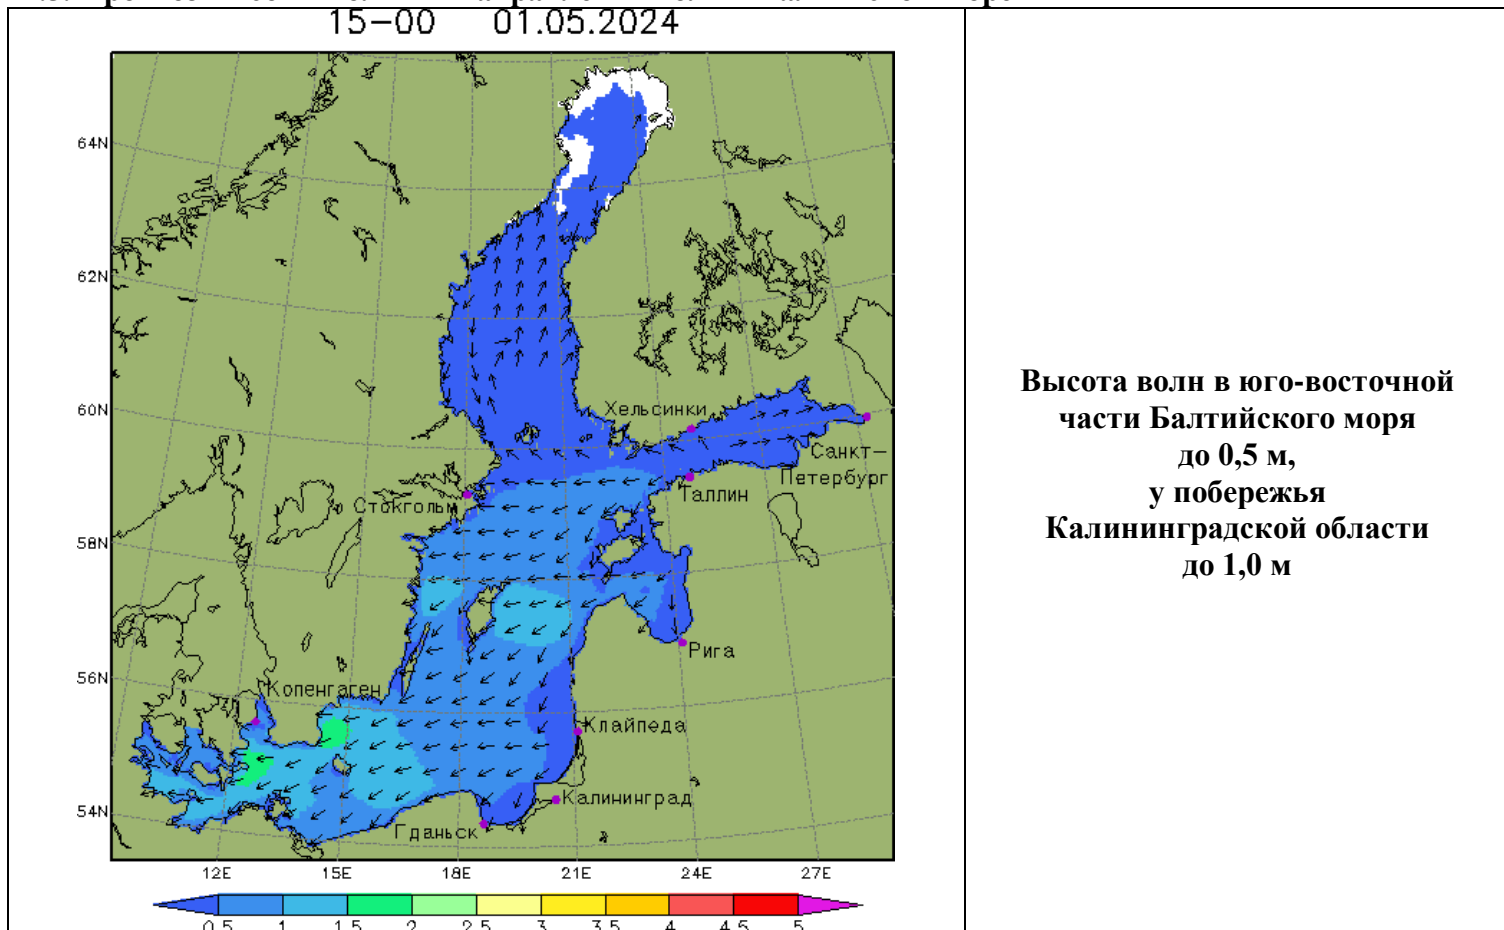 15-00 01.05.2024
64N
62N
60N
58N
56N
54N
Хельсинки
Санкт-
Петербург
Таллин
Стокгольм
Рига
Копенгаген
Клайпеда
Калининград
Гданьск
12E 15E 18E 21E 24E 27E
0.5 1 1.5 2 2.5 3 3.5 4 4.5 5
Высота волн в юго-восточной
части Балтийского моря
до 0,5 м,
у побережья
Калининградской области
до 1,0 м